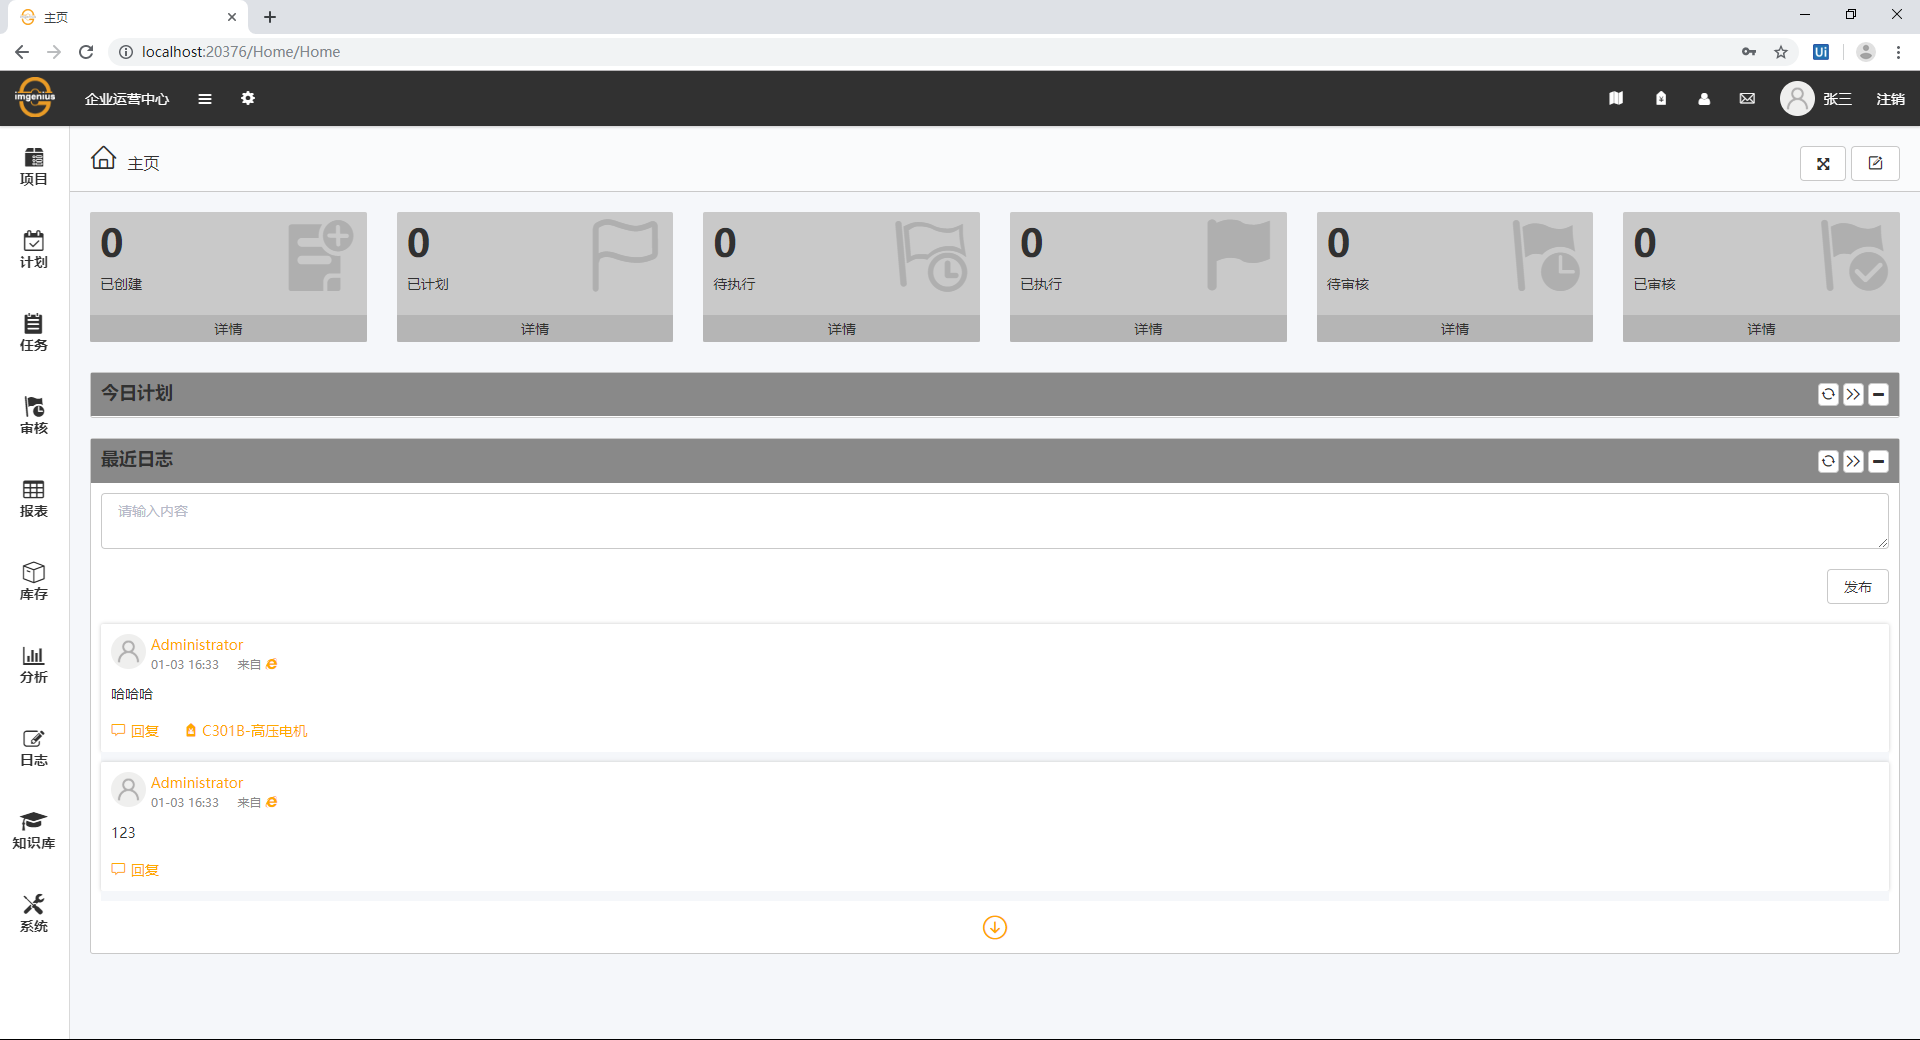 主页
localhost:20376/Home/Home
Ui
imgenius
企业运营中心
张三
注销
项目
计划
任务
审核
报表
库存
分析
日志
知识库
系统
主页
0
已创建
详情
0
已计划
详情
0
待执行
详情
0
已执行
详情
0
待审核
详情
0
已审核
详情
今日计划
最近日志
请输入内容
发布
Administrator
01-03 16:33 来自
哈哈哈
回复 C301B-高压电机
Administrator
01-03 16:33 来自
123
回复